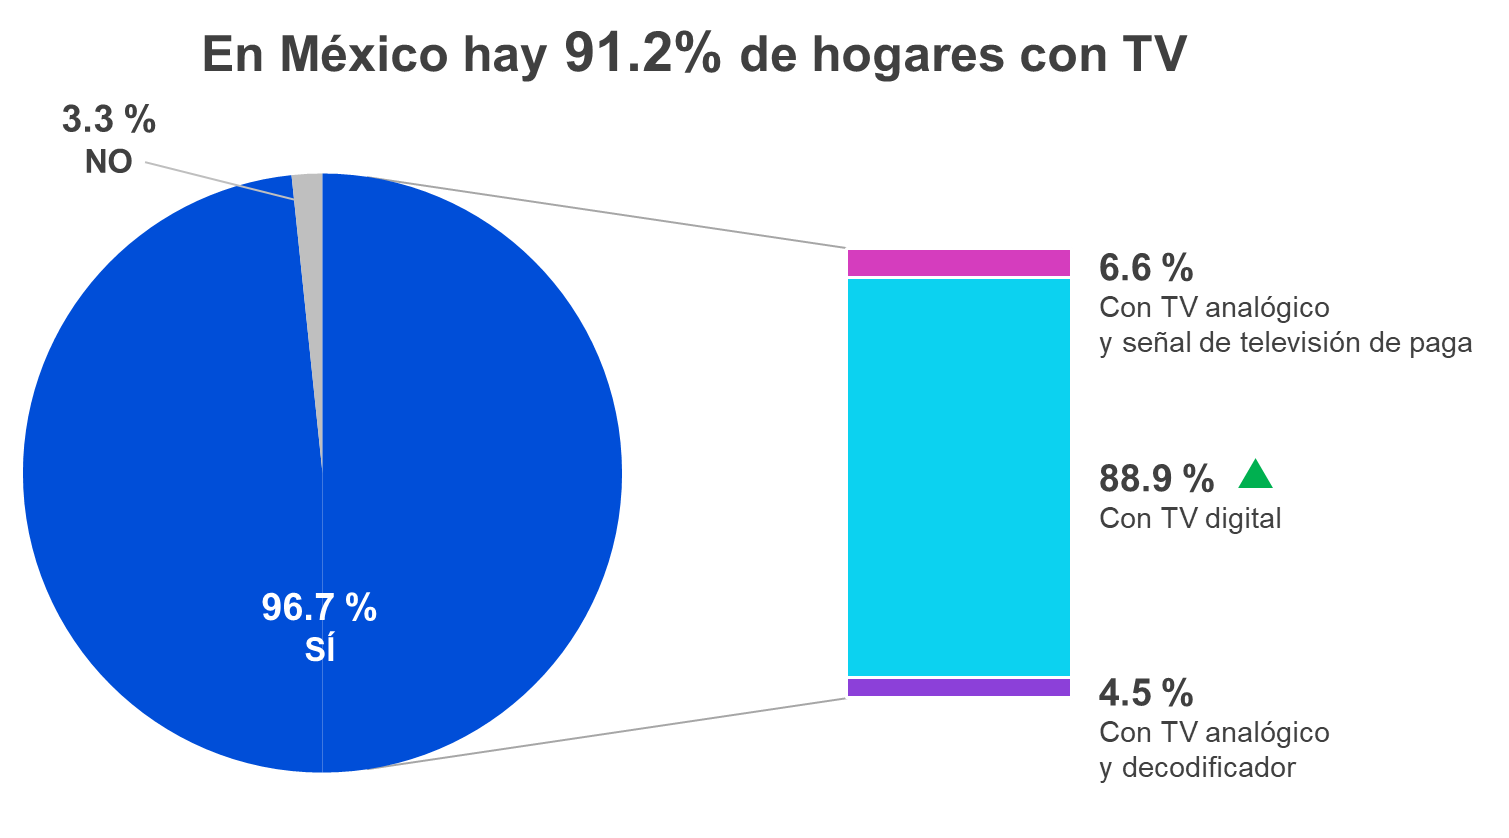 En México hay 91.2% de hogares con TV
3.3 %
NO
96.7 %
SÍ
6.6 %
Con TV analógico
y señal de televisión de paga
88.9 %
Con TV digital
4.5 %
Con TV analógico
y decodificador